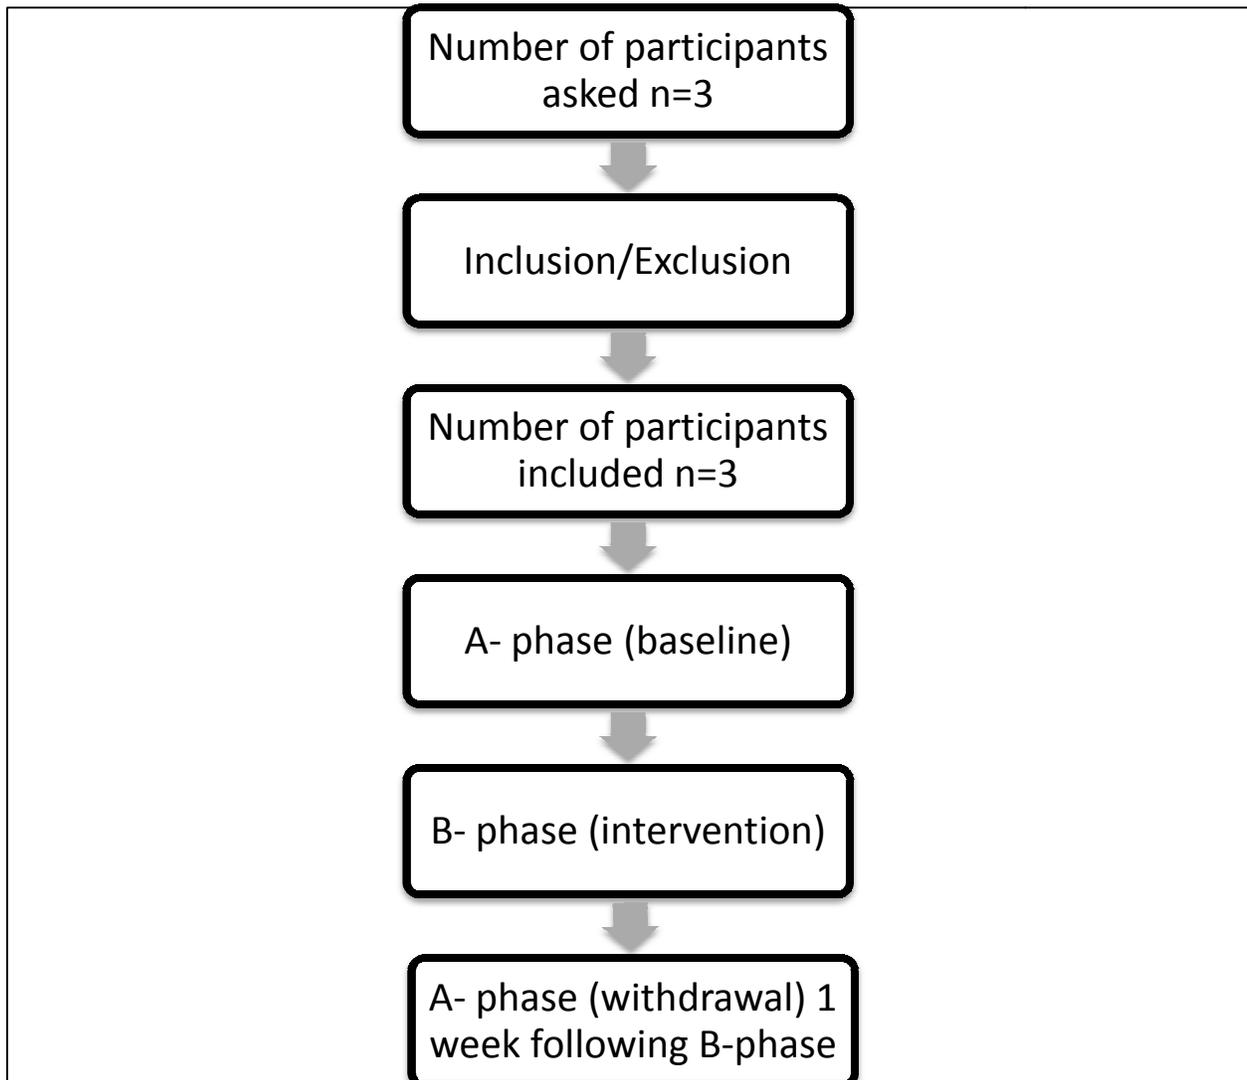 Number of participants
asked n=3
Inclusion/Exclusion
Number of participants
included n=3
A- phase (baseline)
B- phase (intervention)
A- phase (withdrawal) 1
week following B-phase